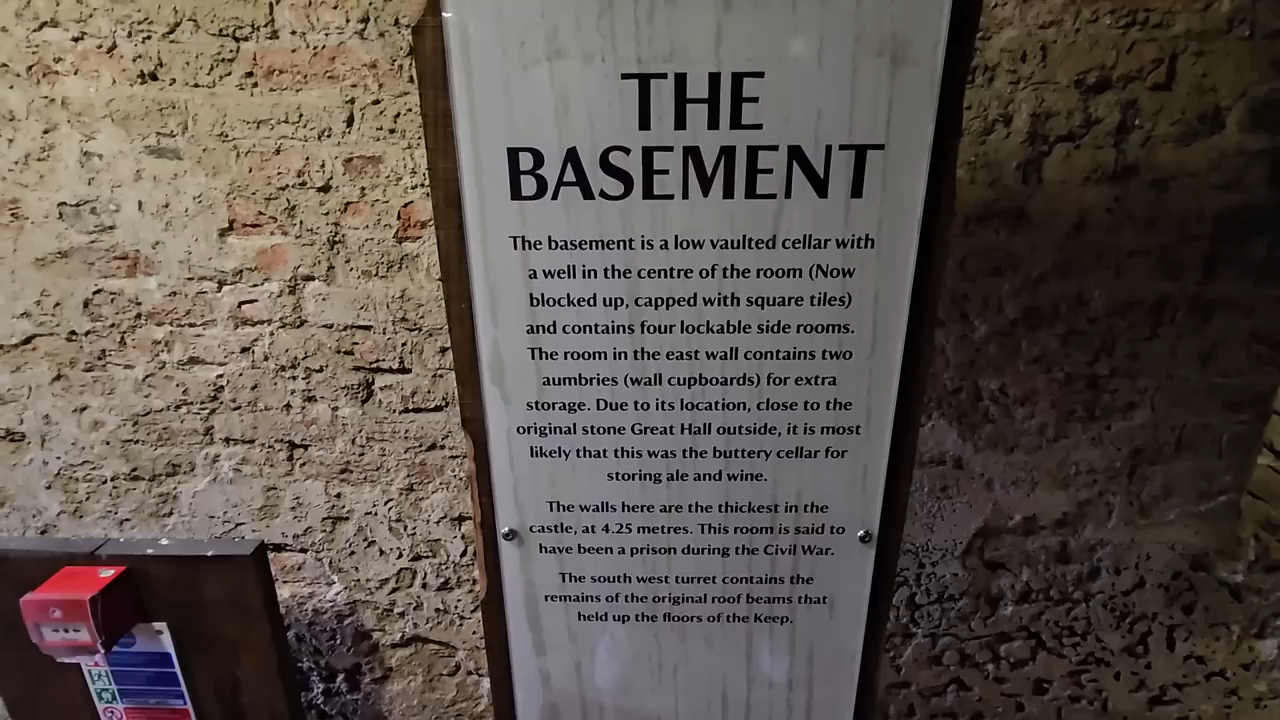 THE
BASEMENT
The basement is a low vaulted cellar with
a well in the centre of the room (Now
blocked up, capped with square tiles)
and contains four lockable side rooms.
The room in the east wall contains two
aumbries (wall cupboards) for extra
storage. Due to its location, close to the
original stone Great Hall outside, it is most
likely that this was the buttery cellar for
storing ale and wine.
The walls here are the thickest in the
castle, at 4.25 metres. This room is said to
have been a prison during the Civil War.
The south west turret contains the
remains of the original roof beams that
held up the floors of the Keep.